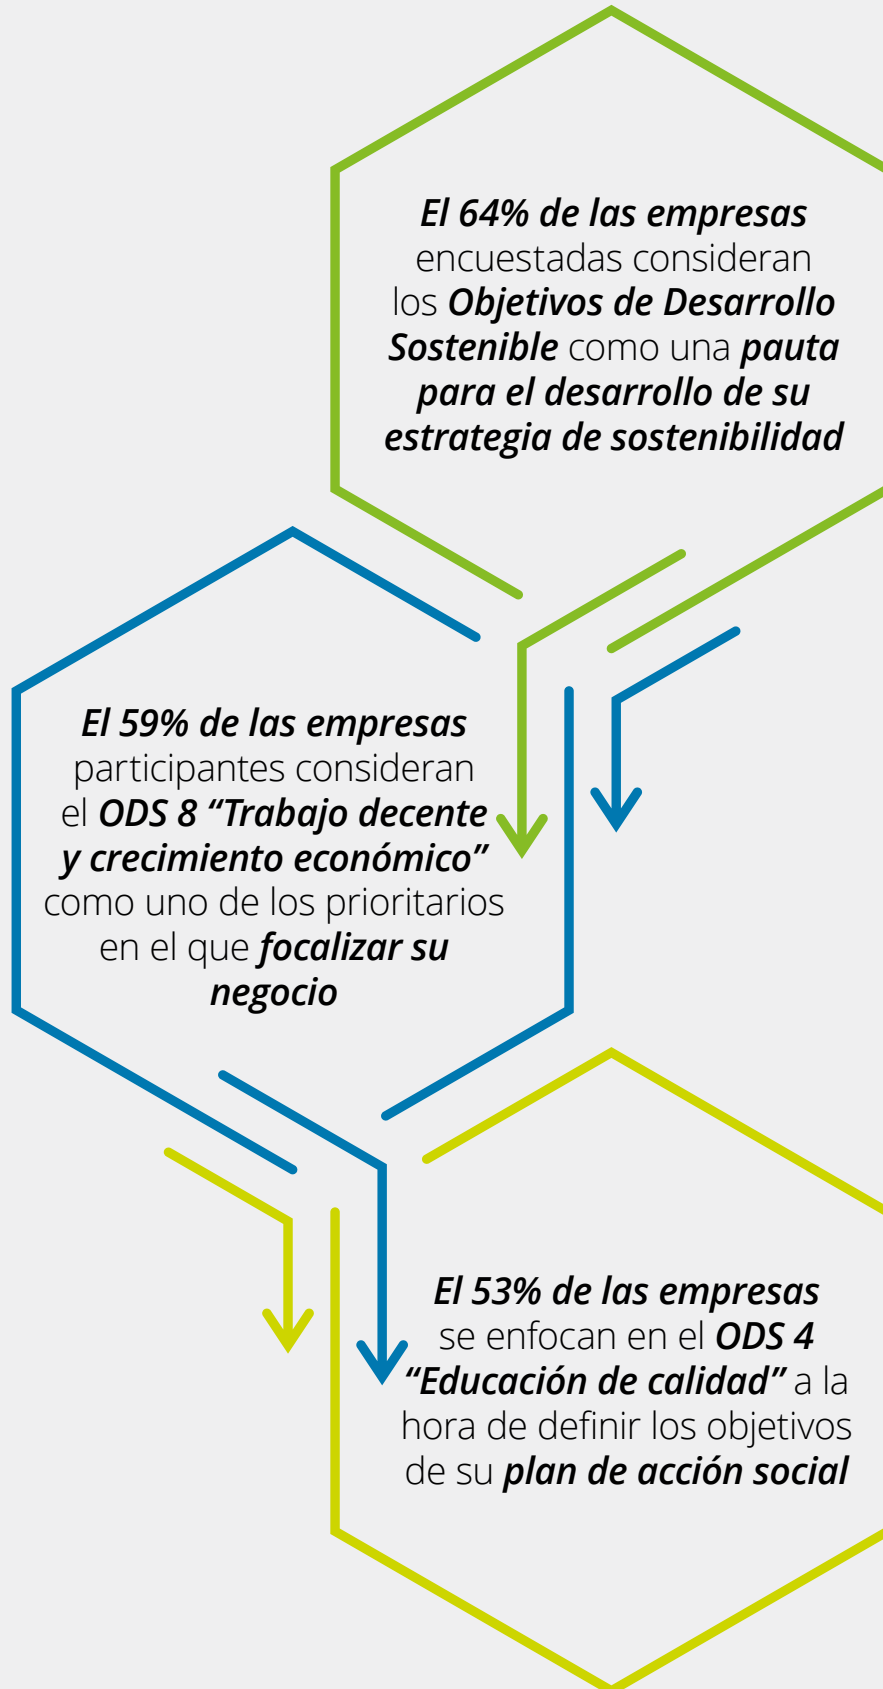 El 64% de las empresas
encuestadas consideran
los Objetivos de Desarrollo
Sostenible como una pauta
para el desarrollo de su
estrategia de sostenibilidad
El 59% de las empresas
participantes consideran
el ODS 8 “Trabajo decente
y crecimiento económico”
como uno de los prioritarios
en el que focalizar su
negocio
El 53% de las empresas
se enfocan en el ODS 4
“Educación de calidad” a la
hora de definir los objetivos
de su plan de acción social